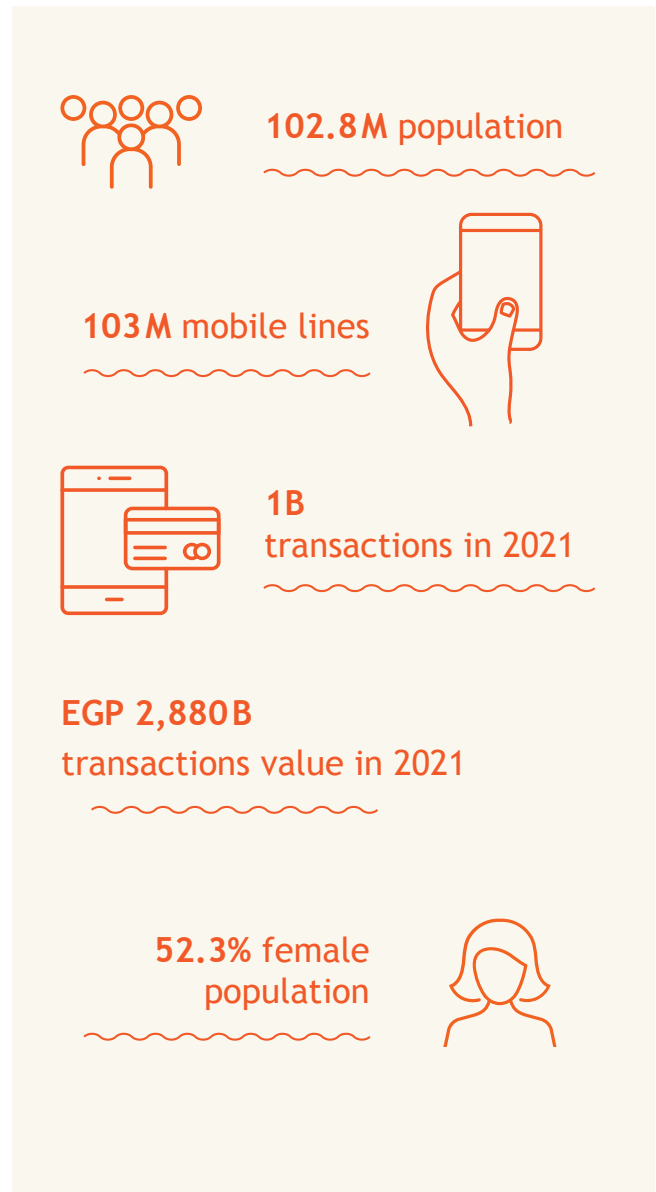 102.8M population
103M mobile lines
1B
transactions in 2021
EGP 2,880B
transactions value in 2021
52.3% female
population